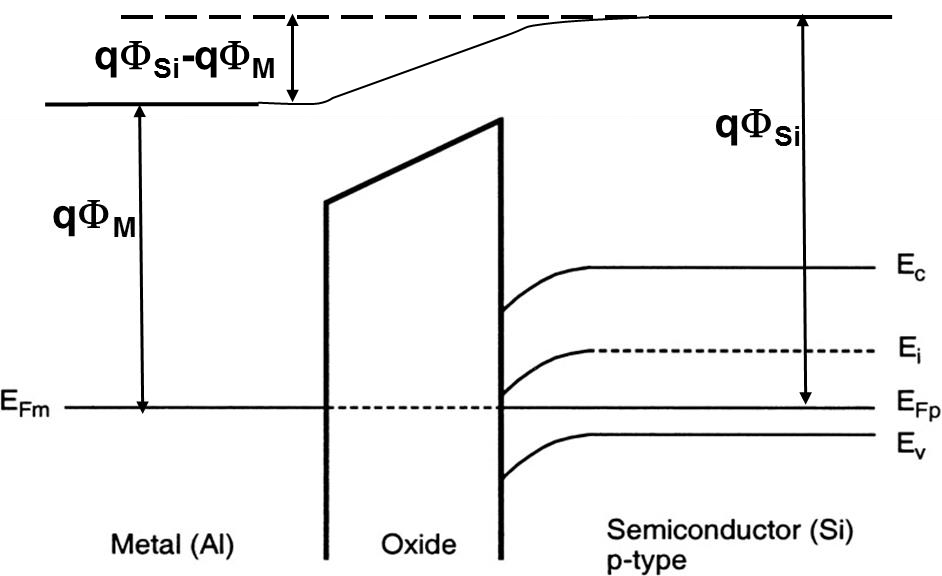 qΦSi-qΦM
qΦSi
qΦM
Ec
Ei
EFm
EFp
Ev
Metal (Al)
Oxide
Semiconductor (Si)
p-type